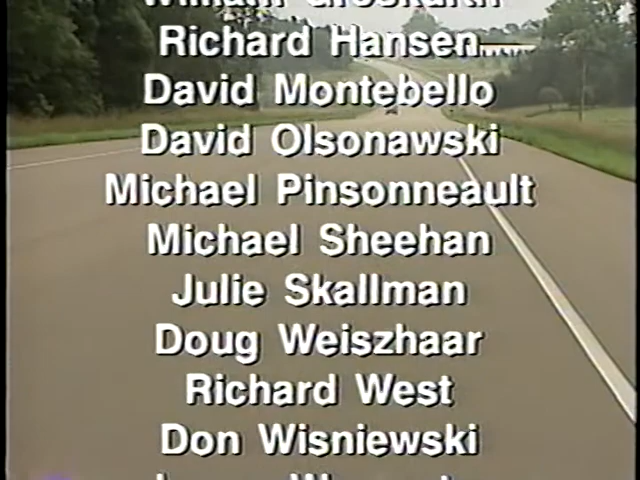 Richard Hansen
David Montebello
David Olsonawski
Michael Pinsonneault
Michael Sheehan
Julie Skallman
Doug Weiszhaar
Richard West
Don Wisniewski